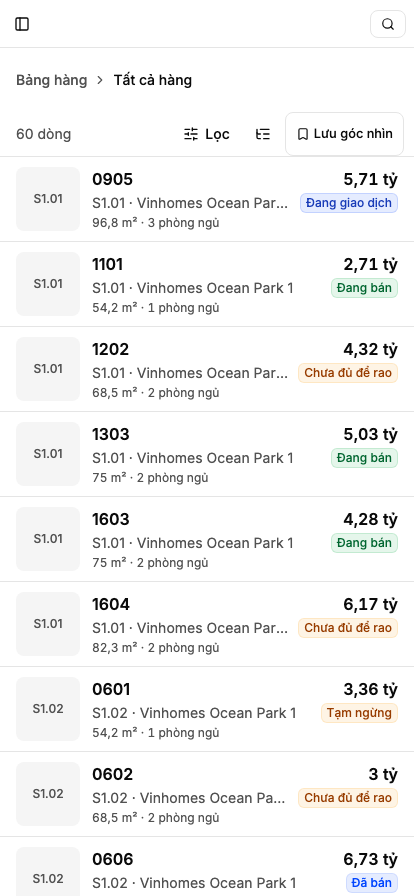 Bảng hàng > Tất cả hàng
60 dòng Lọc Lưu góc nhìn
S1.01 0905 5,71 tỷ
S1.01 · Vinhomes Ocean Par... Đang giao dịch
96,8 m² · 3 phòng ngủ
S1.01 1101 2,71 tỷ
S1.01 · Vinhomes Ocean Park 1 Đang bán
54,2 m² · 1 phòng ngủ
S1.01 1202 4,32 tỷ
S1.01 · Vinhomes Ocean Par... Chưa đủ để rao
68,5 m² · 2 phòng ngủ
S1.01 1303 5,03 tỷ
S1.01 · Vinhomes Ocean Park 1 Đang bán
75 m² · 2 phòng ngủ
S1.01 1603 4,28 tỷ
S1.01 · Vinhomes Ocean Park 1 Đang bán
75 m² · 2 phòng ngủ
S1.01 1604 6,17 tỷ
S1.01 · Vinhomes Ocean Par... Chưa đủ để rao
82,3 m² · 2 phòng ngủ
S1.02 0601 3,36 tỷ
S1.02 · Vinhomes Ocean Park 1 Tạm ngừng
54,2 m² · 1 phòng ngủ
S1.02 0602 3 tỷ
S1.02 · Vinhomes Ocean Pa... Chưa đủ để rao
68,5 m² · 2 phòng ngủ
S1.02 0606 6,73 tỷ
S1.02 · Vinhomes Ocean Park 1 Đã bán